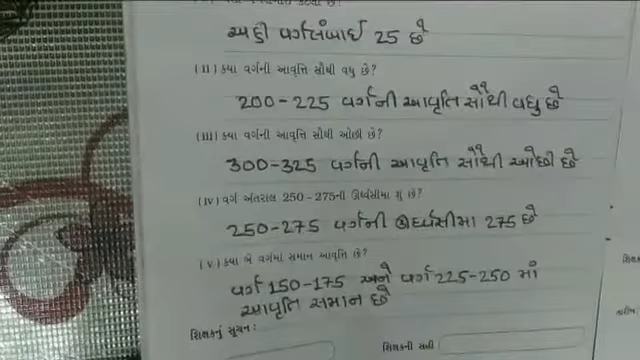 અહીં વર્ગલંબાઈ 25 છે
(II) કયા વર્ગની આવૃત્તિ સૌથી વધુ છે?
200-225 વર્ગની આવૃતિ સૌથી વધુ છે
(III) કયા વર્ગની આવૃત્તિ સૌથી ઓછી છે?
300-325 વર્ગની આવૃતિ સૌથી ઓછી છે
(IV) વર્ગ અંતરાલ 250-275ની ઊર્ધ્વસીમા શું છે?
250-275 વર્ગની ઊર્ધ્વસીમા 275 છે
(V) કયા બે વર્ગમાં સમાન આવૃત્તિ છે?
વર્ગ 150-175 અને વર્ગ 225-250 માં
આવૃતિ સમાન છે
શિક્ષકનું સૂચન:
શિક્ષકની સહી